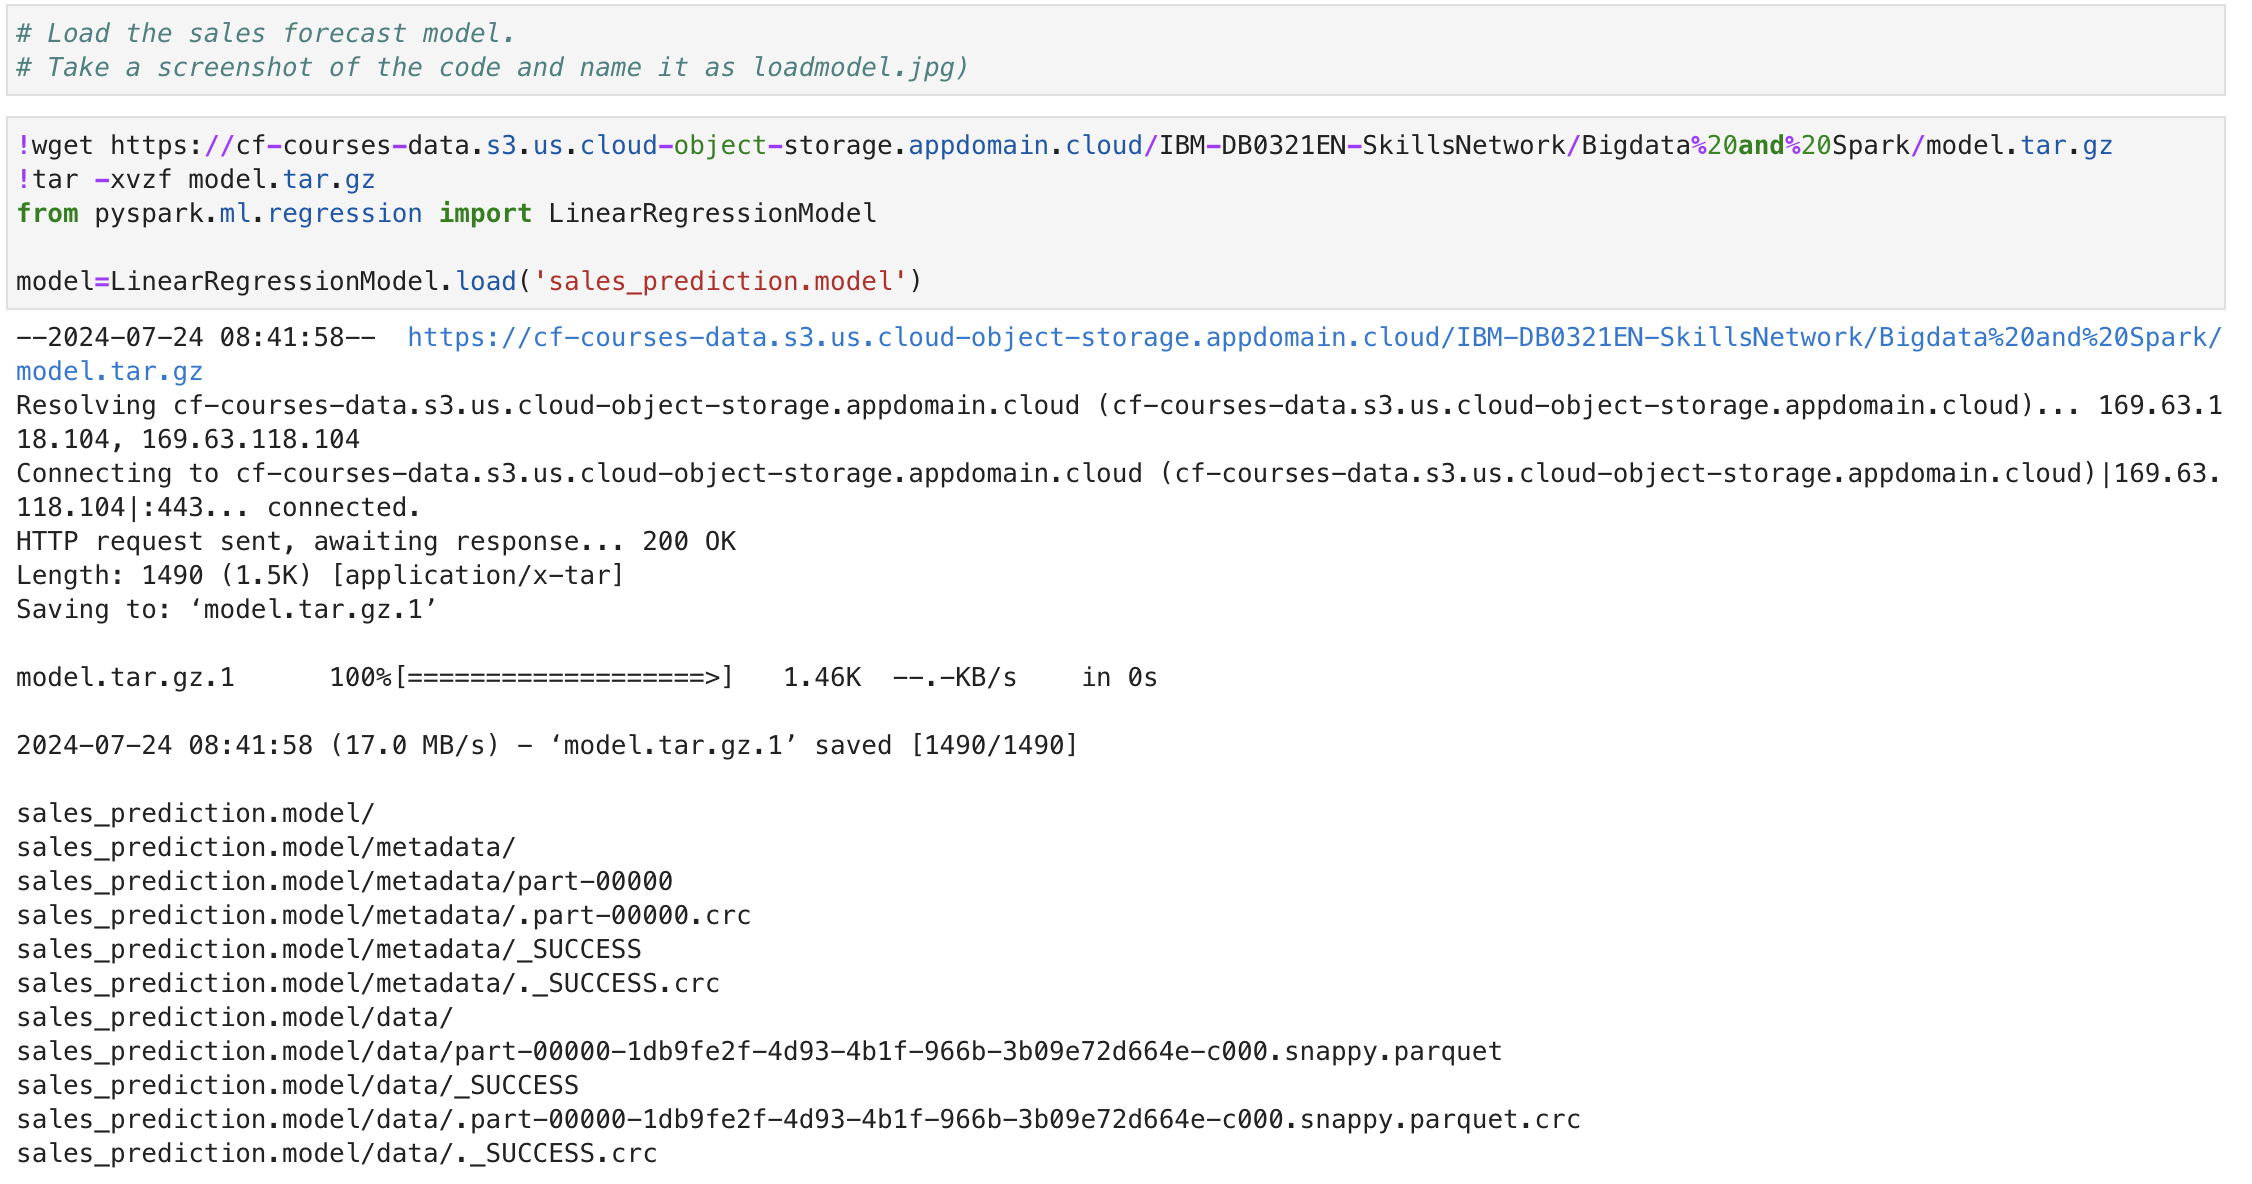 # Load the sales forecast model.
# Take a screenshot of the code and name it as loadmodel.jpg)
!wget https://cf-courses-data.s3.us.cloud-object-storage.appdomain.cloud/IBM-DB0321EN-SkillsNetwork/Bigdata%20and%20Spark/model.tar.gz
!tar -xvzf model.tar.gz
from pyspark.ml.regression import LinearRegressionModel
model=LinearRegressionModel.load('sales_prediction.model')
--2024-07-24 08:41:58--  https://cf-courses-data.s3.us.cloud-object-storage.appdomain.cloud/IBM-DB0321EN-SkillsNetwork/Bigdata%20and%20Spark/
model.tar.gz
Resolving cf-courses-data.s3.us.cloud-object-storage.appdomain.cloud (cf-courses-data.s3.us.cloud-object-storage.appdomain.cloud)... 169.63.1
18.104, 169.63.118.104
Connecting to cf-courses-data.s3.us.cloud-object-storage.appdomain.cloud (cf-courses-data.s3.us.cloud-object-storage.appdomain.cloud)|169.63.
118.104|:443... connected.
HTTP request sent, awaiting response... 200 OK
Length: 1490 (1.5K) [application/x-tar]
Saving to: ‘model.tar.gz.1’
model.tar.gz.1      100%[===================>]   1.46K  --.-KB/s    in 0s
2024-07-24 08:41:58 (17.0 MB/s) - ‘model.tar.gz.1’ saved [1490/1490]
sales_prediction.model/
sales_prediction.model/metadata/
sales_prediction.model/metadata/part-00000
sales_prediction.model/metadata/.part-00000.crc
sales_prediction.model/metadata/_SUCCESS
sales_prediction.model/metadata/._SUCCESS.crc
sales_prediction.model/data/
sales_prediction.model/data/part-00000-1db9fe2f-4d93-4b1f-966b-3b09e72d664e-c000.snappy.parquet
sales_prediction.model/data/_SUCCESS
sales_prediction.model/data/.part-00000-1db9fe2f-4d93-4b1f-966b-3b09e72d664e-c000.snappy.parquet.crc
sales_prediction.model/data/._SUCCESS.crc